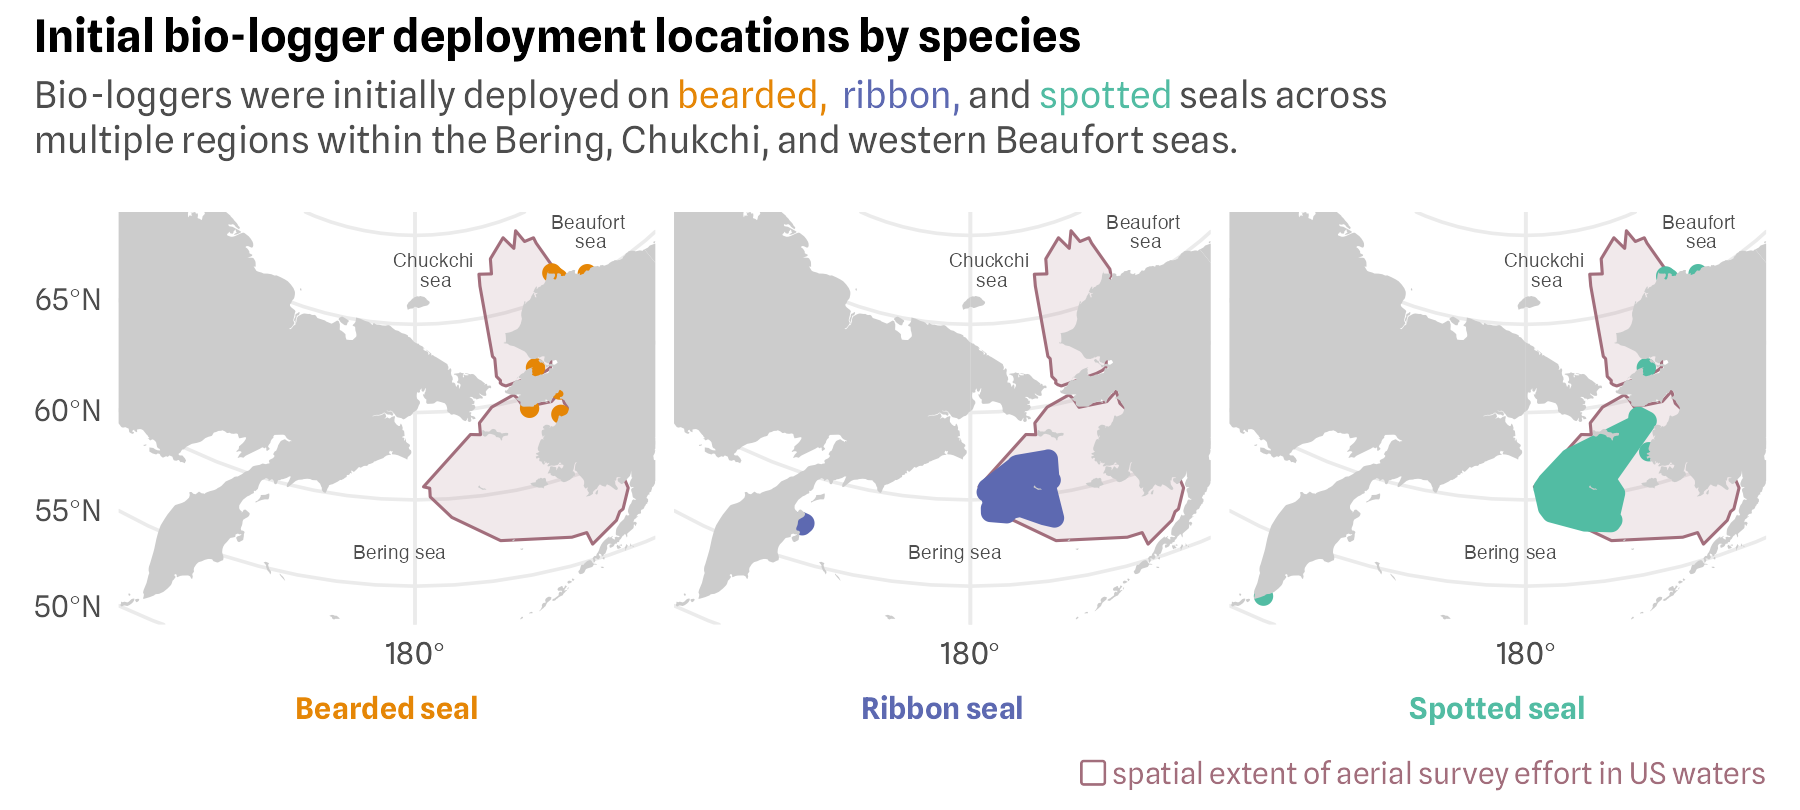 Initial bio-logger deployment locations by species
Bio-loggers were initially deployed on bearded, ribbon, and spotted seals across
multiple regions within the Bering, Chukchi, and western Beaufort seas.
Beaufort
sea
Chuckchi
sea
Bering sea
Beaufort
sea
Chuckchi
sea
Bering sea
Beaufort
sea
Chuckchi
sea
Bering sea
65°N
60°N
55°N
50°N
180°
180°
180°
Bearded seal
Ribbon seal
Spotted seal
spatial extent of aerial survey effort in US waters